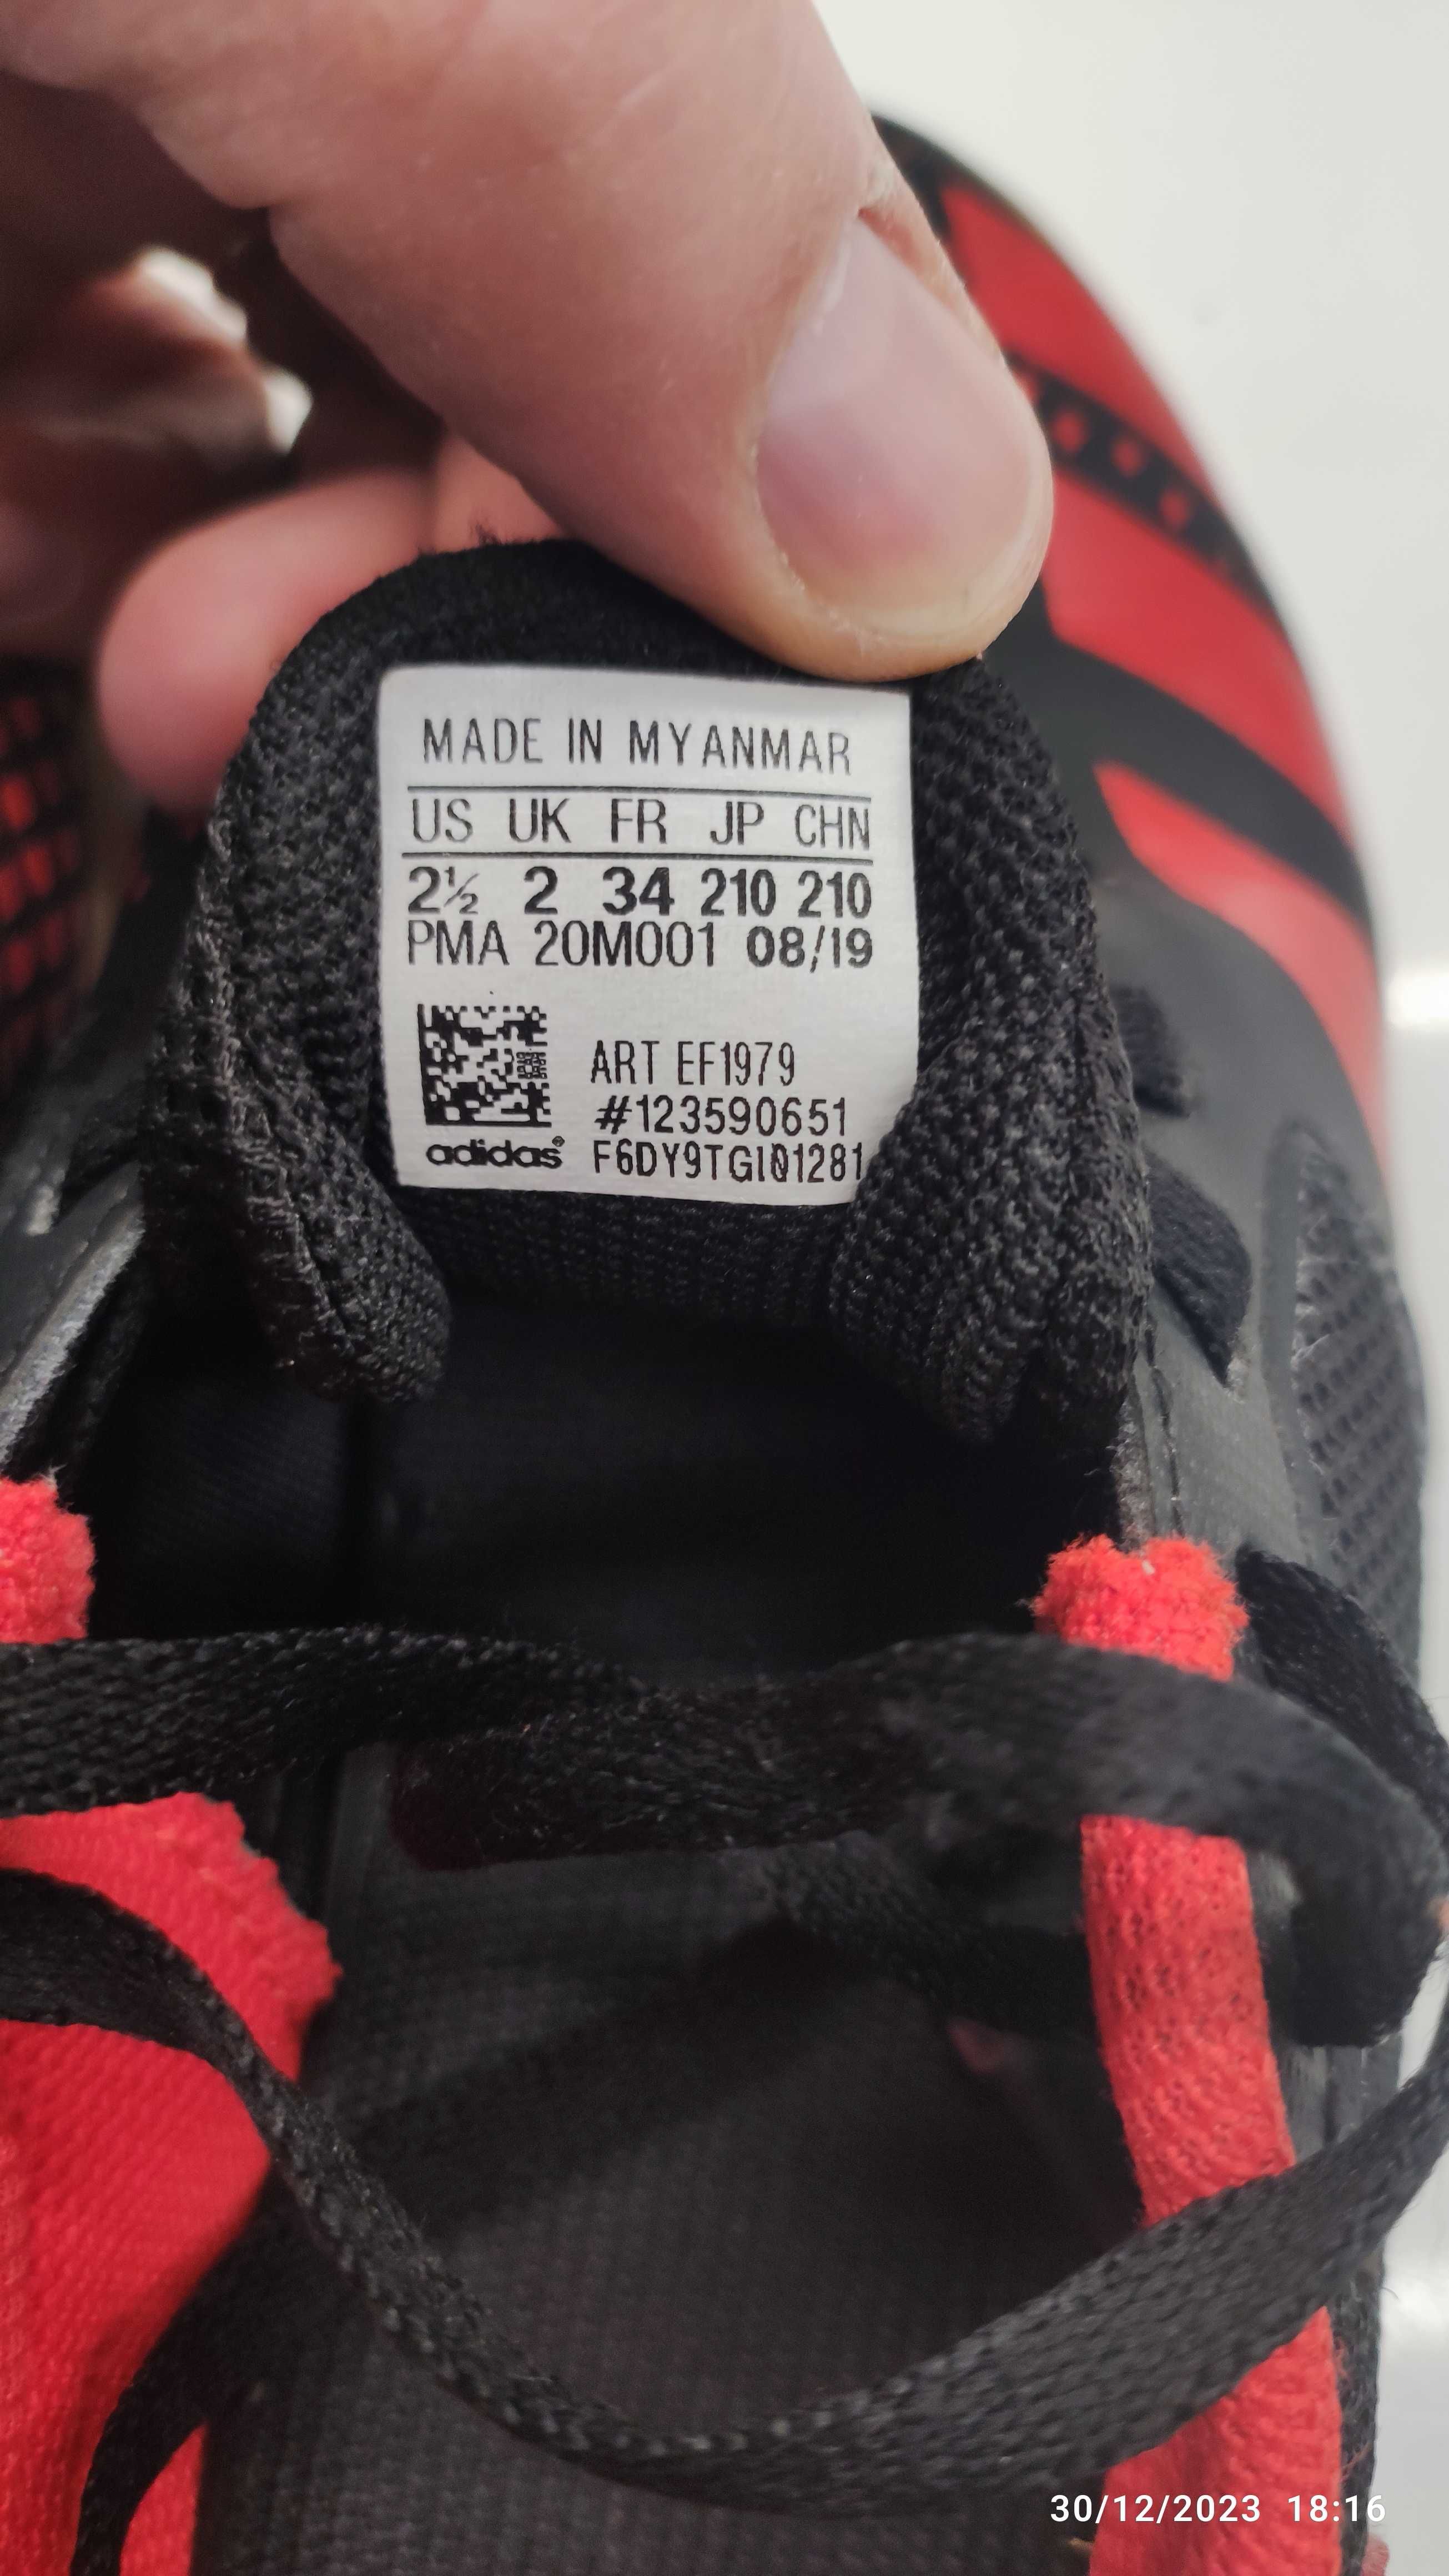 MADE IN MYANMAR
US UK FR JP CHN
2½ 2 34 210 210
PMA 20M001 08/19
ART EF1979
#123590651
adidas® F6DY9TGI01281
30/12/2023 18:16